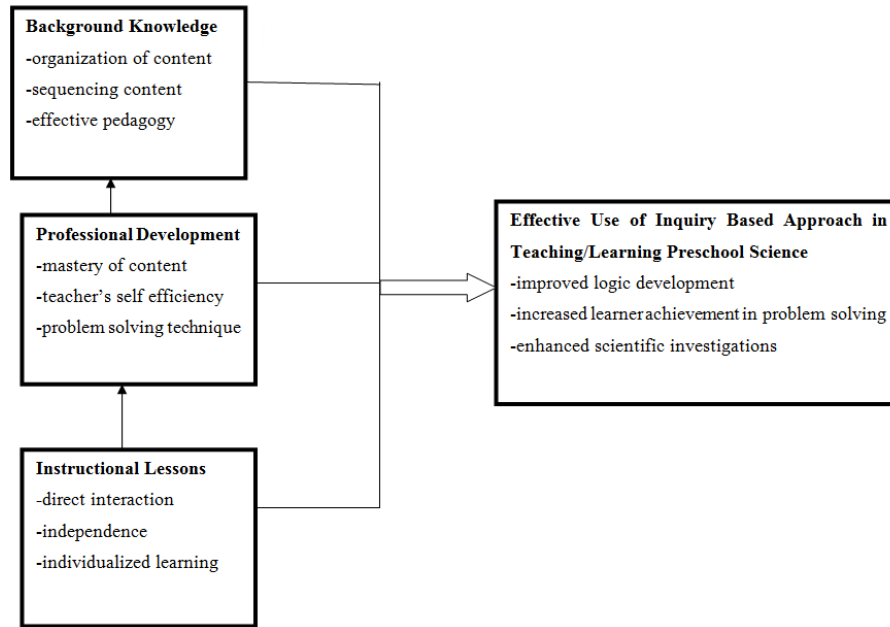 Background Knowledge
-organization of content
-sequencing content
-effective pedagogy
Professional Development
-mastery of content
-teacher's self efficiency
-problem solving technique
Instructional Lessons
-direct interaction
-independence
-individualized learning
Effective Use of Inquiry Based Approach in
Teaching/Learning Preschool Science
-improved logic development
-increased learner achievement in problem solving
-enhanced scientific investigations